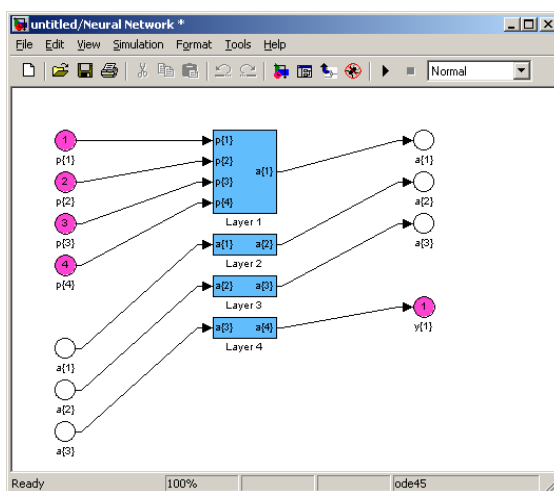 untitled/Neural Network *
File Edit View Simulation Format Tools Help
Normal
1
p{1}
2
p{2}
3
p{3}
4
p{4}
p{1}
p{2}
p{3}
p{4}
a{1}
Layer 1
a{1} a{2}
Layer 2
a{2} a{3}
Layer 3
a{3} a{4}
Layer 4
a{1}
a{2}
a{3}
1
y{1}
a{1}
a{2}
a{3}
Ready 100% ode45